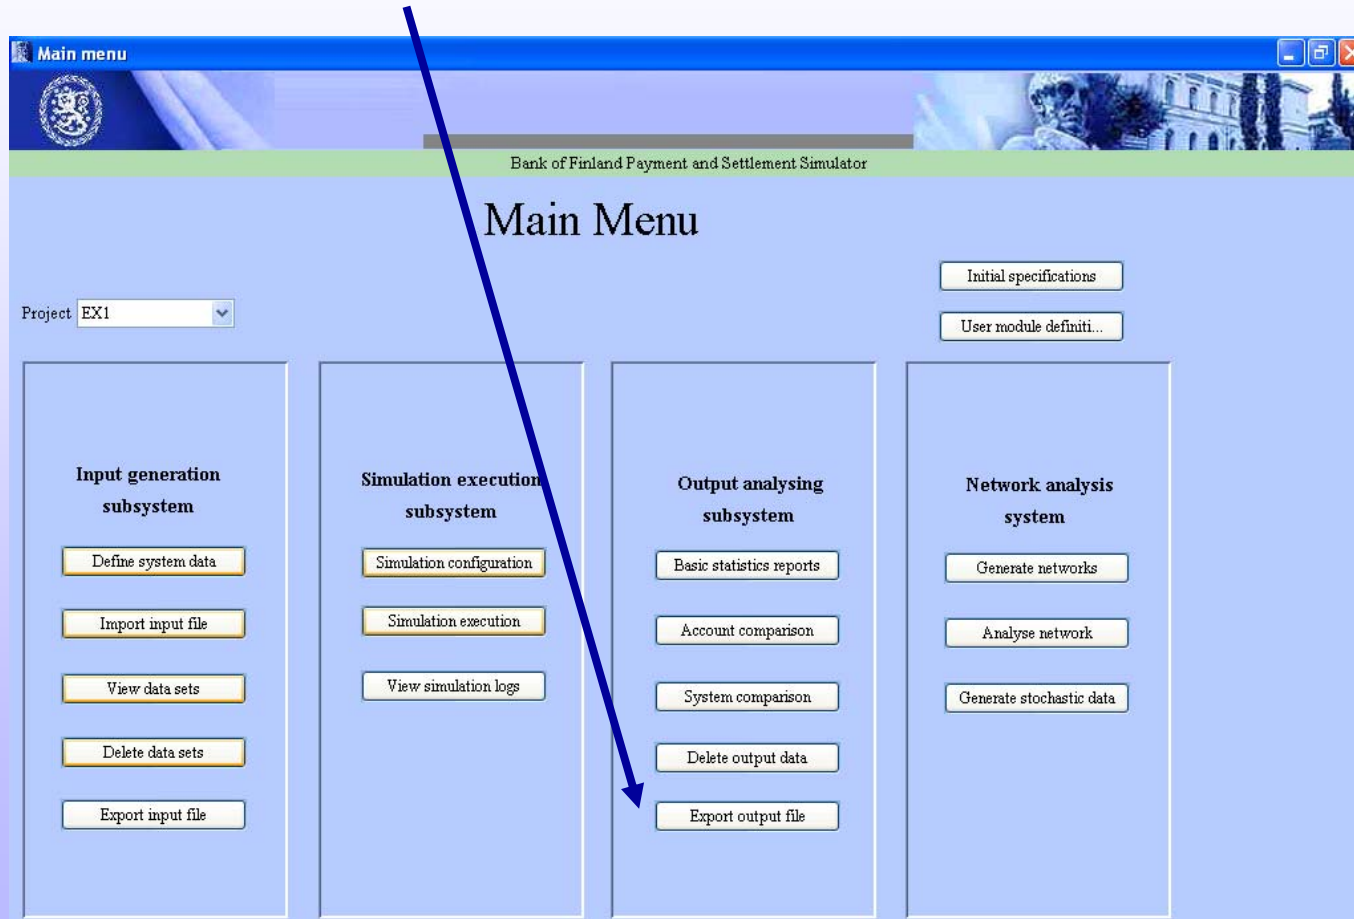 Main menu
Bank of Finland Payment and Settlement Simulator
Main Menu
Initial specifications
Project EX1
User module definiti...
Input generation
subsystem
Define system data
Import input file
View data sets
Delete data sets
Export input file
Simulation execution
subsystem
Simulation configuration
Simulation execution
View simulation logs
Output analysing
subsystem
Basic statistics reports
Account comparison
System comparison
Delete output data
Export output file
Network analysis
system
Generate networks
Analyse network
Generate stochastic data